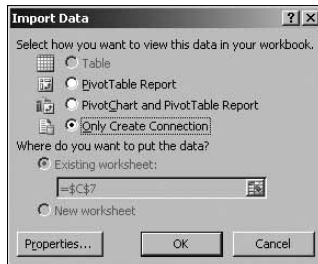 Import Data
Select how you want to view this data in your workbook.
Table
PivotTable Report
PivotChart and PivotTable Report
Only Create Connection
Where do you want to put the data?
Existing worksheet:
=$C$7
New worksheet
Properties... OK Cancel